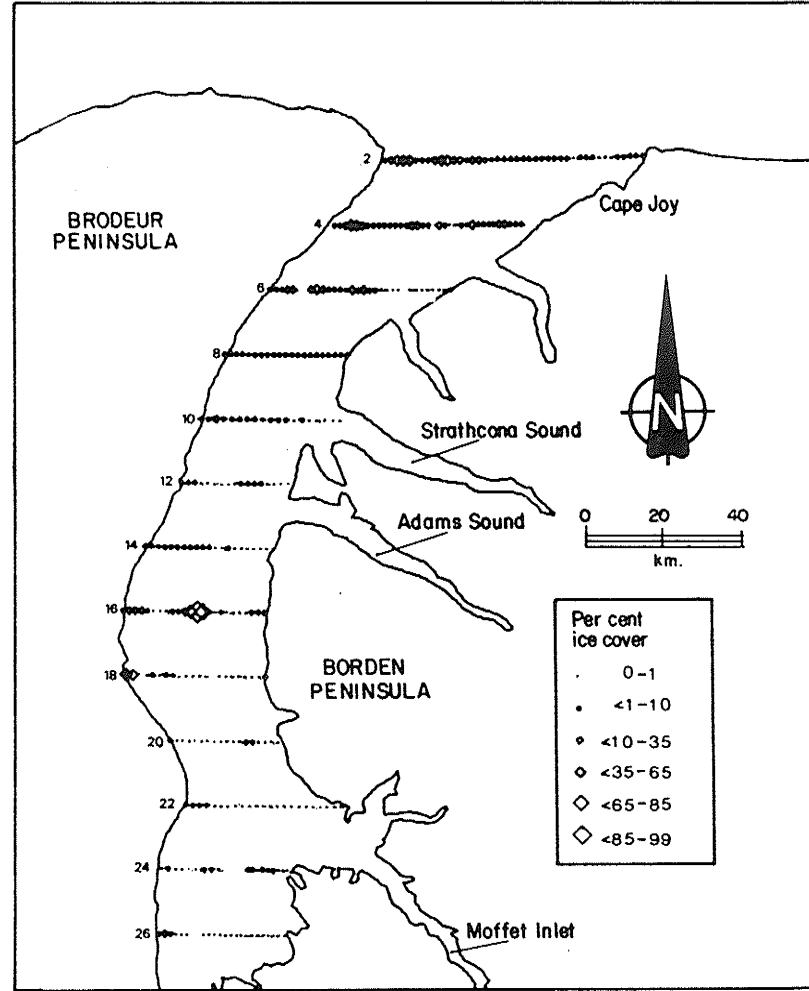 2
BRODEUR
PENINSULA
Cape Joy
4
6
8
N
10
Strathcona Sound
12
Adams Sound
0 20 40
km.
14
16
Per cent
ice cover
0-1
<1-10
<10-35
<35-65
<65-85
<85-99
18
BORDEN
PENINSULA
20
22
24
26
Moffet Inlet